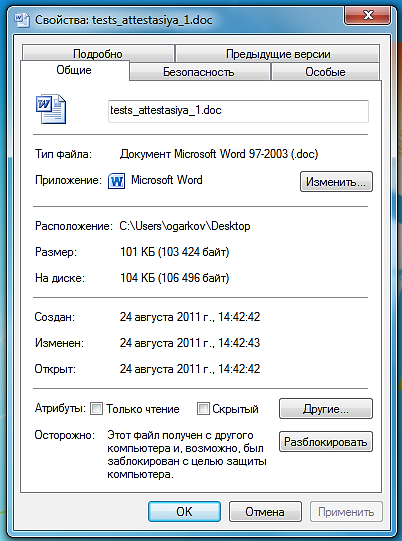 Свойства: tests_attestasiya_1.doc
Подробно Предыдущие версии
Общие Безопасность Особые
tests_attestasiya_1.doc
Тип файла: Документ Microsoft Word 97-2003 (.doc)
Приложение: Microsoft Word Изменить...
Расположение: C:\Users\ogarkov\Desktop
Размер: 101 КБ (103 424 байт)
На диске: 104 КБ (106 496 байт)
Создан: 24 августа 2011 г., 14:42:42
Изменен: 24 августа 2011 г., 14:42:43
Открыт: 24 августа 2011 г., 14:42:42
Атрибуты: Только чтение Скрытый Другие...
Осторожно: Этот файл получен с другого
компьютера и, возможно, был
заблокирован с целью защиты
компьютера.
Разблокировать
OK Отмена Применить